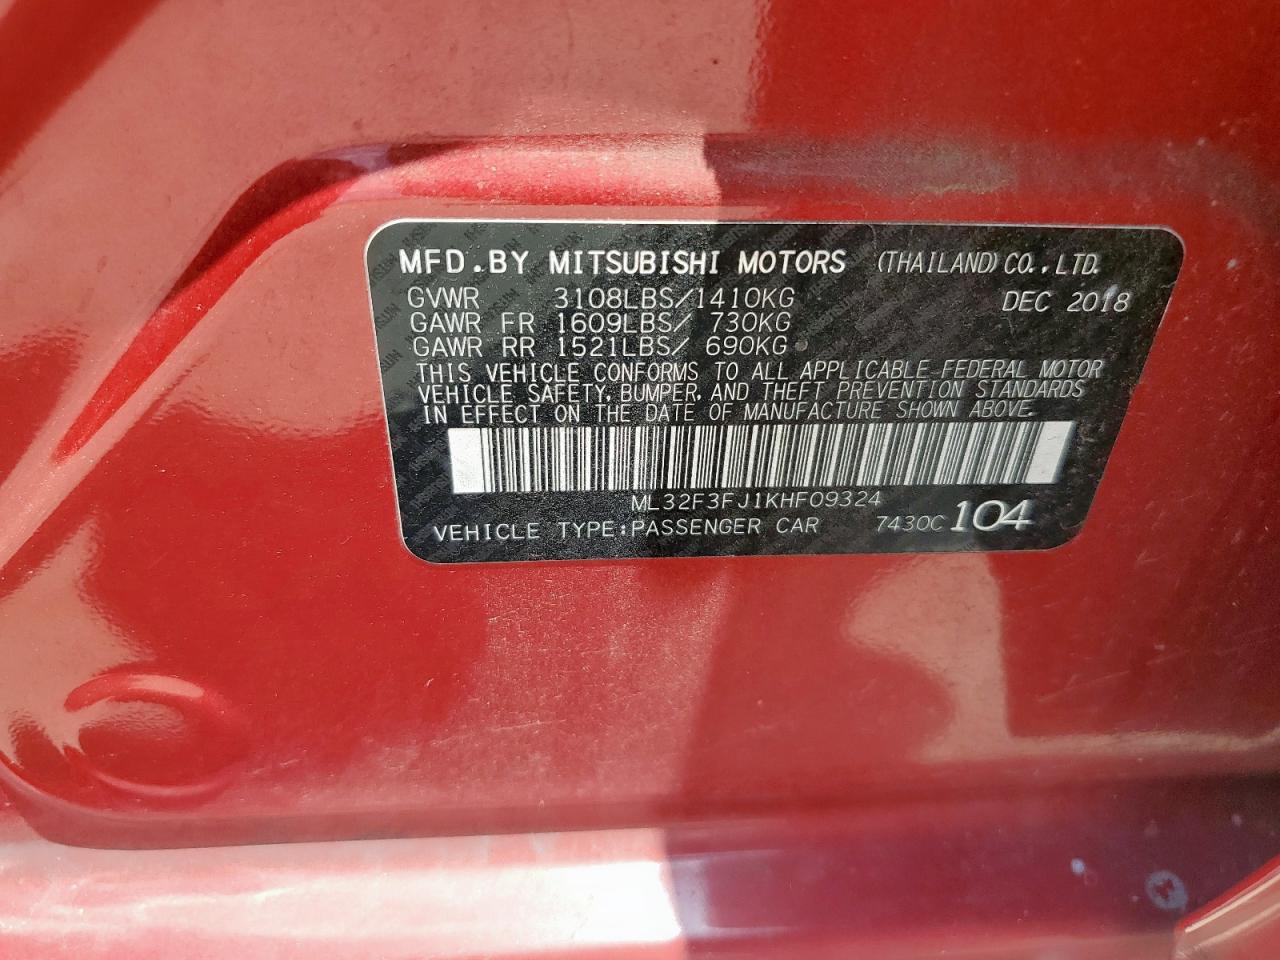 MFD.BY MITSUBISHI MOTORS (THAILAND) CO., LTD.
GVWR 3108LBS/1410KG DEC 2018
GAWR FR 1609LBS/ 730KG
GAWR RR 1521LBS/ 690KG
THIS VEHICLE CONFORMS TO ALL APPLICABLE FEDERAL MOTOR
VEHICLE SAFETY, BUMPER, AND THEFT PREVENTION STANDARDS
IN EFFECT ON THE DATE OF MANUFACTURE SHOWN ABOVE.
ML32F3FJ1KHF09324
VEHICLE TYPE:PASSENGER CAR 7430C 104